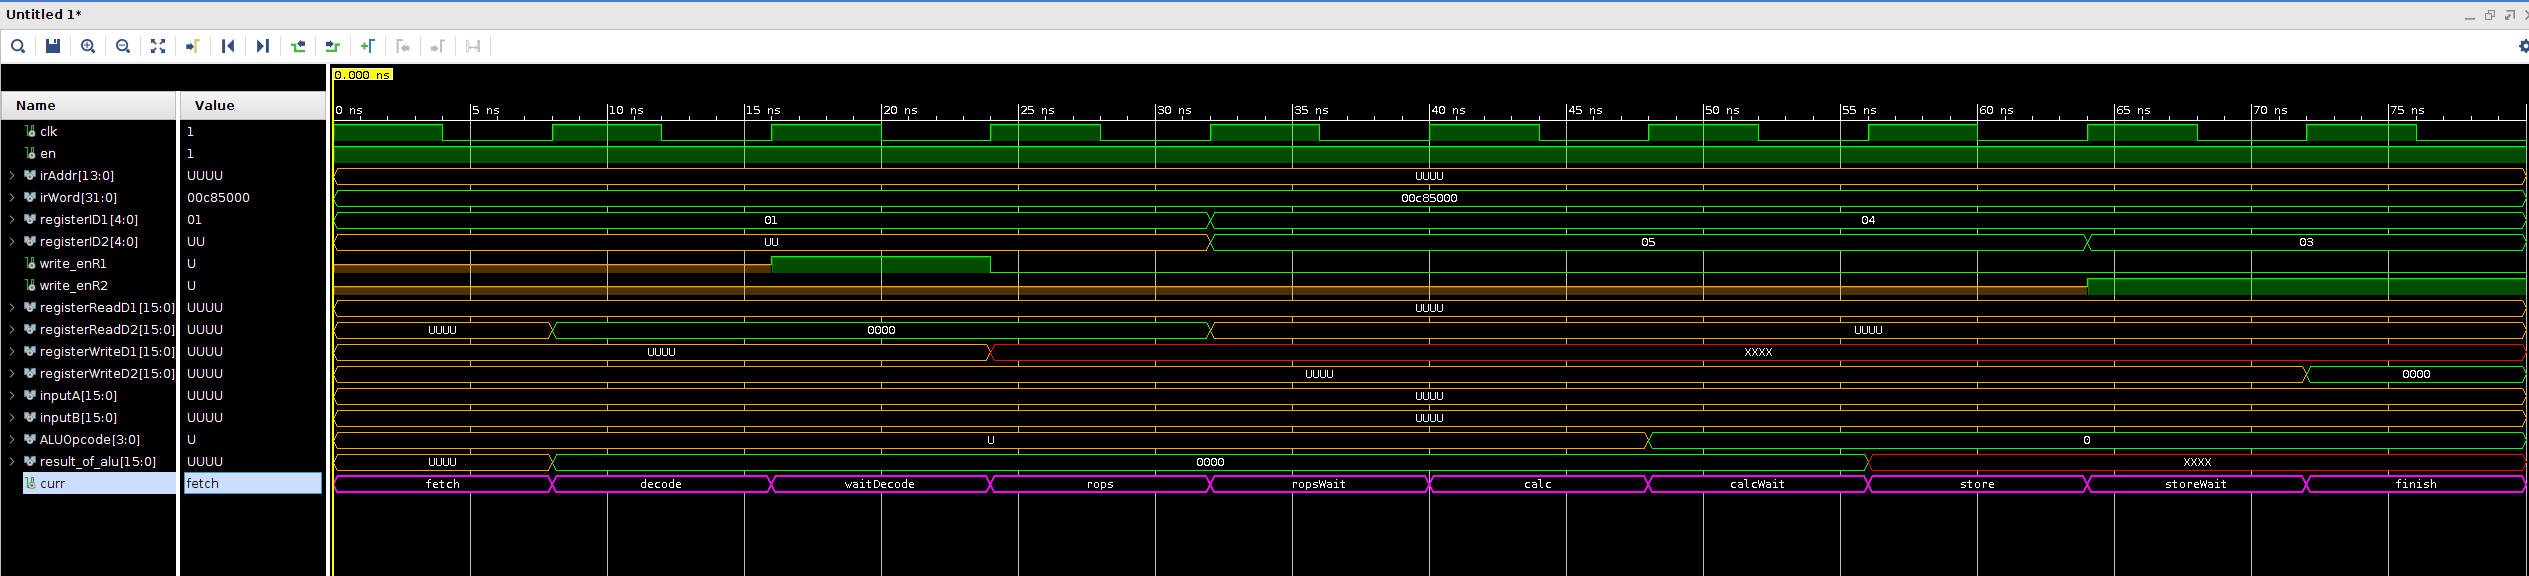 Untitled 1*
0.000 ns
Name Value
0 ns 5 ns 10 ns 15 ns 20 ns 25 ns 30 ns 35 ns 40 ns 45 ns 50 ns 55 ns 60 ns 65 ns 70 ns 75 ns
clk 1
en 1
irAddr[13:0] UUUU UUUU
irWord[31:0] 00c85000 00c85000
registerID1[4:0] 01 01 04
registerID2[4:0] UU UU 05 03
write_enR1 U
write_enR2 U
registerReadD1[15:0] UUUU UUUU
registerReadD2[15:0] UUUU UUUU 0000 UUUU
registerWriteD1[15:0] UUUU UUUU XXXX
registerWriteD2[15:0] UUUU UUUU 0000
inputA[15:0] UUUU UUUU
inputB[15:0] UUUU UUUU
ALUOpcode[3:0] U U 0
result_of_alu[15:0] UUUU UUUU 0000 XXXX
curr fetch fetch decode waitDecode rops ropsWait calc calcWait store storeWait finish